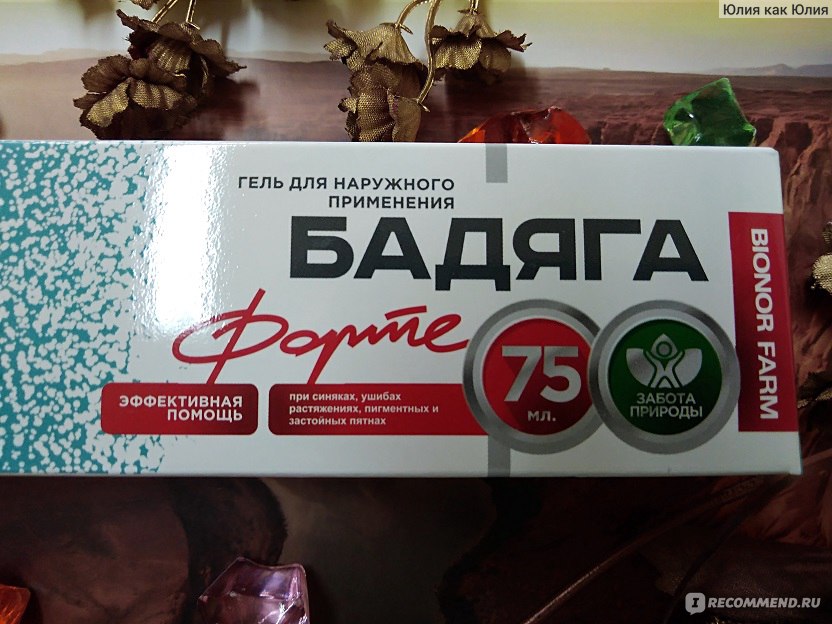 Юлия как Юлия
ГЕЛЬ ДЛЯ НАРУЖНОГО
ПРИМЕНЕНИЯ
БАДЯГА
Форте
ЭФФЕКТИВНАЯ
ПОМОЩЬ
при синяках, ушибах
растяжениях, пигментных и
застойных пятнах
75
МЛ.
ЗАБОТА
ПРИРОДЫ
BIONOR FARM
IRECOMMEND.RU